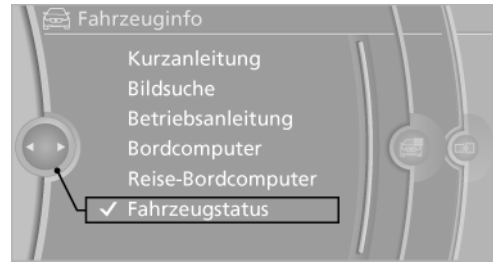 Fahrzeuginfo
Kurzanleitung
Bildsuche
Betriebsanleitung
Bordcomputer
Reise-Bordcomputer
✓ Fahrzeugstatus